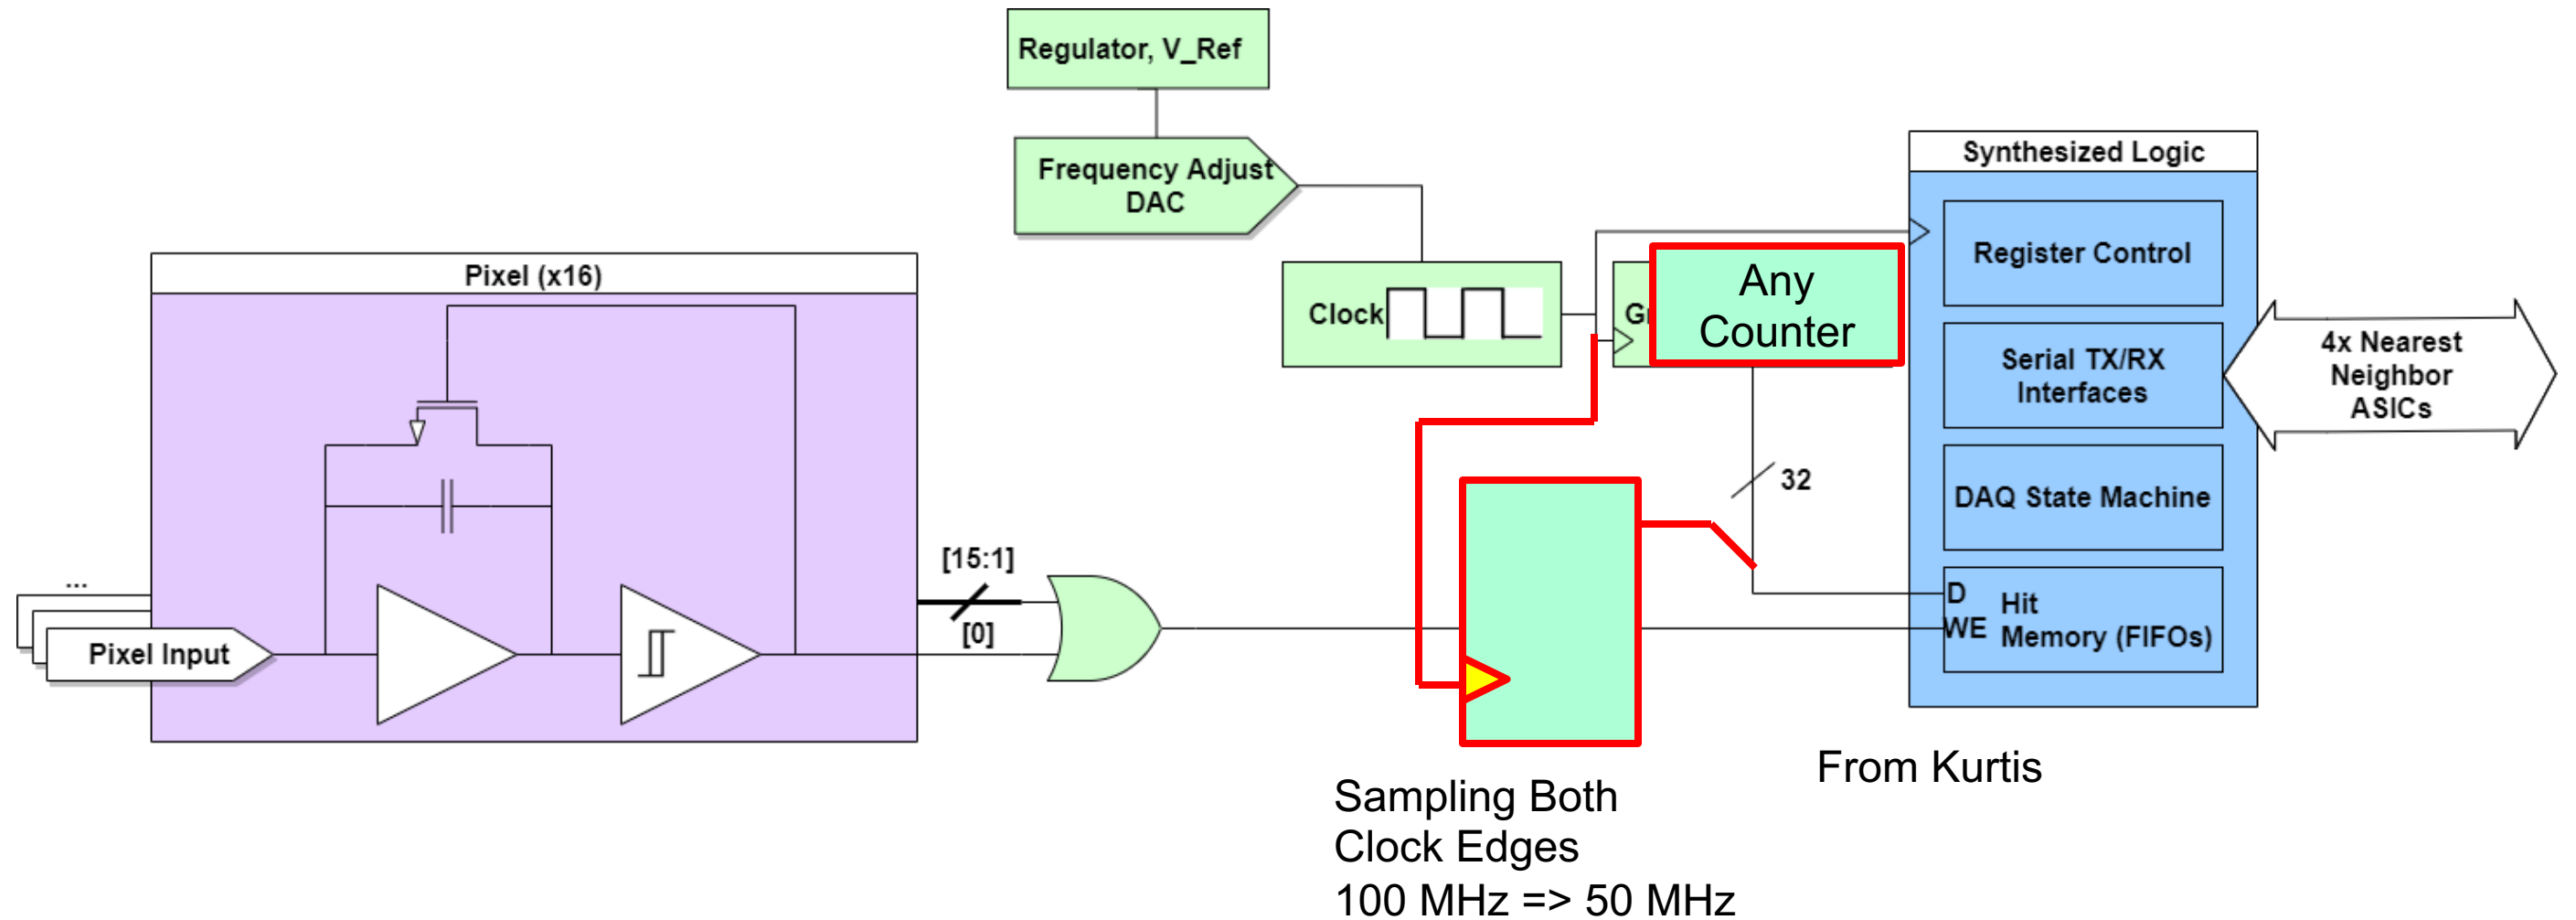 Regulator, V_Ref
Frequency Adjust
DAC
Synthesized Logic
Register Control
Any
Counter
Clock
Pixel (x16)
Serial TX/RX
Interfaces
4x Nearest
Neighbor
ASICs
32
DAQ State Machine
[15:1]
...
[0]
D
WE
Hit
Memory (FIFOs)
Pixel Input
From Kurtis
Sampling Both
Clock Edges
100 MHz => 50 MHz